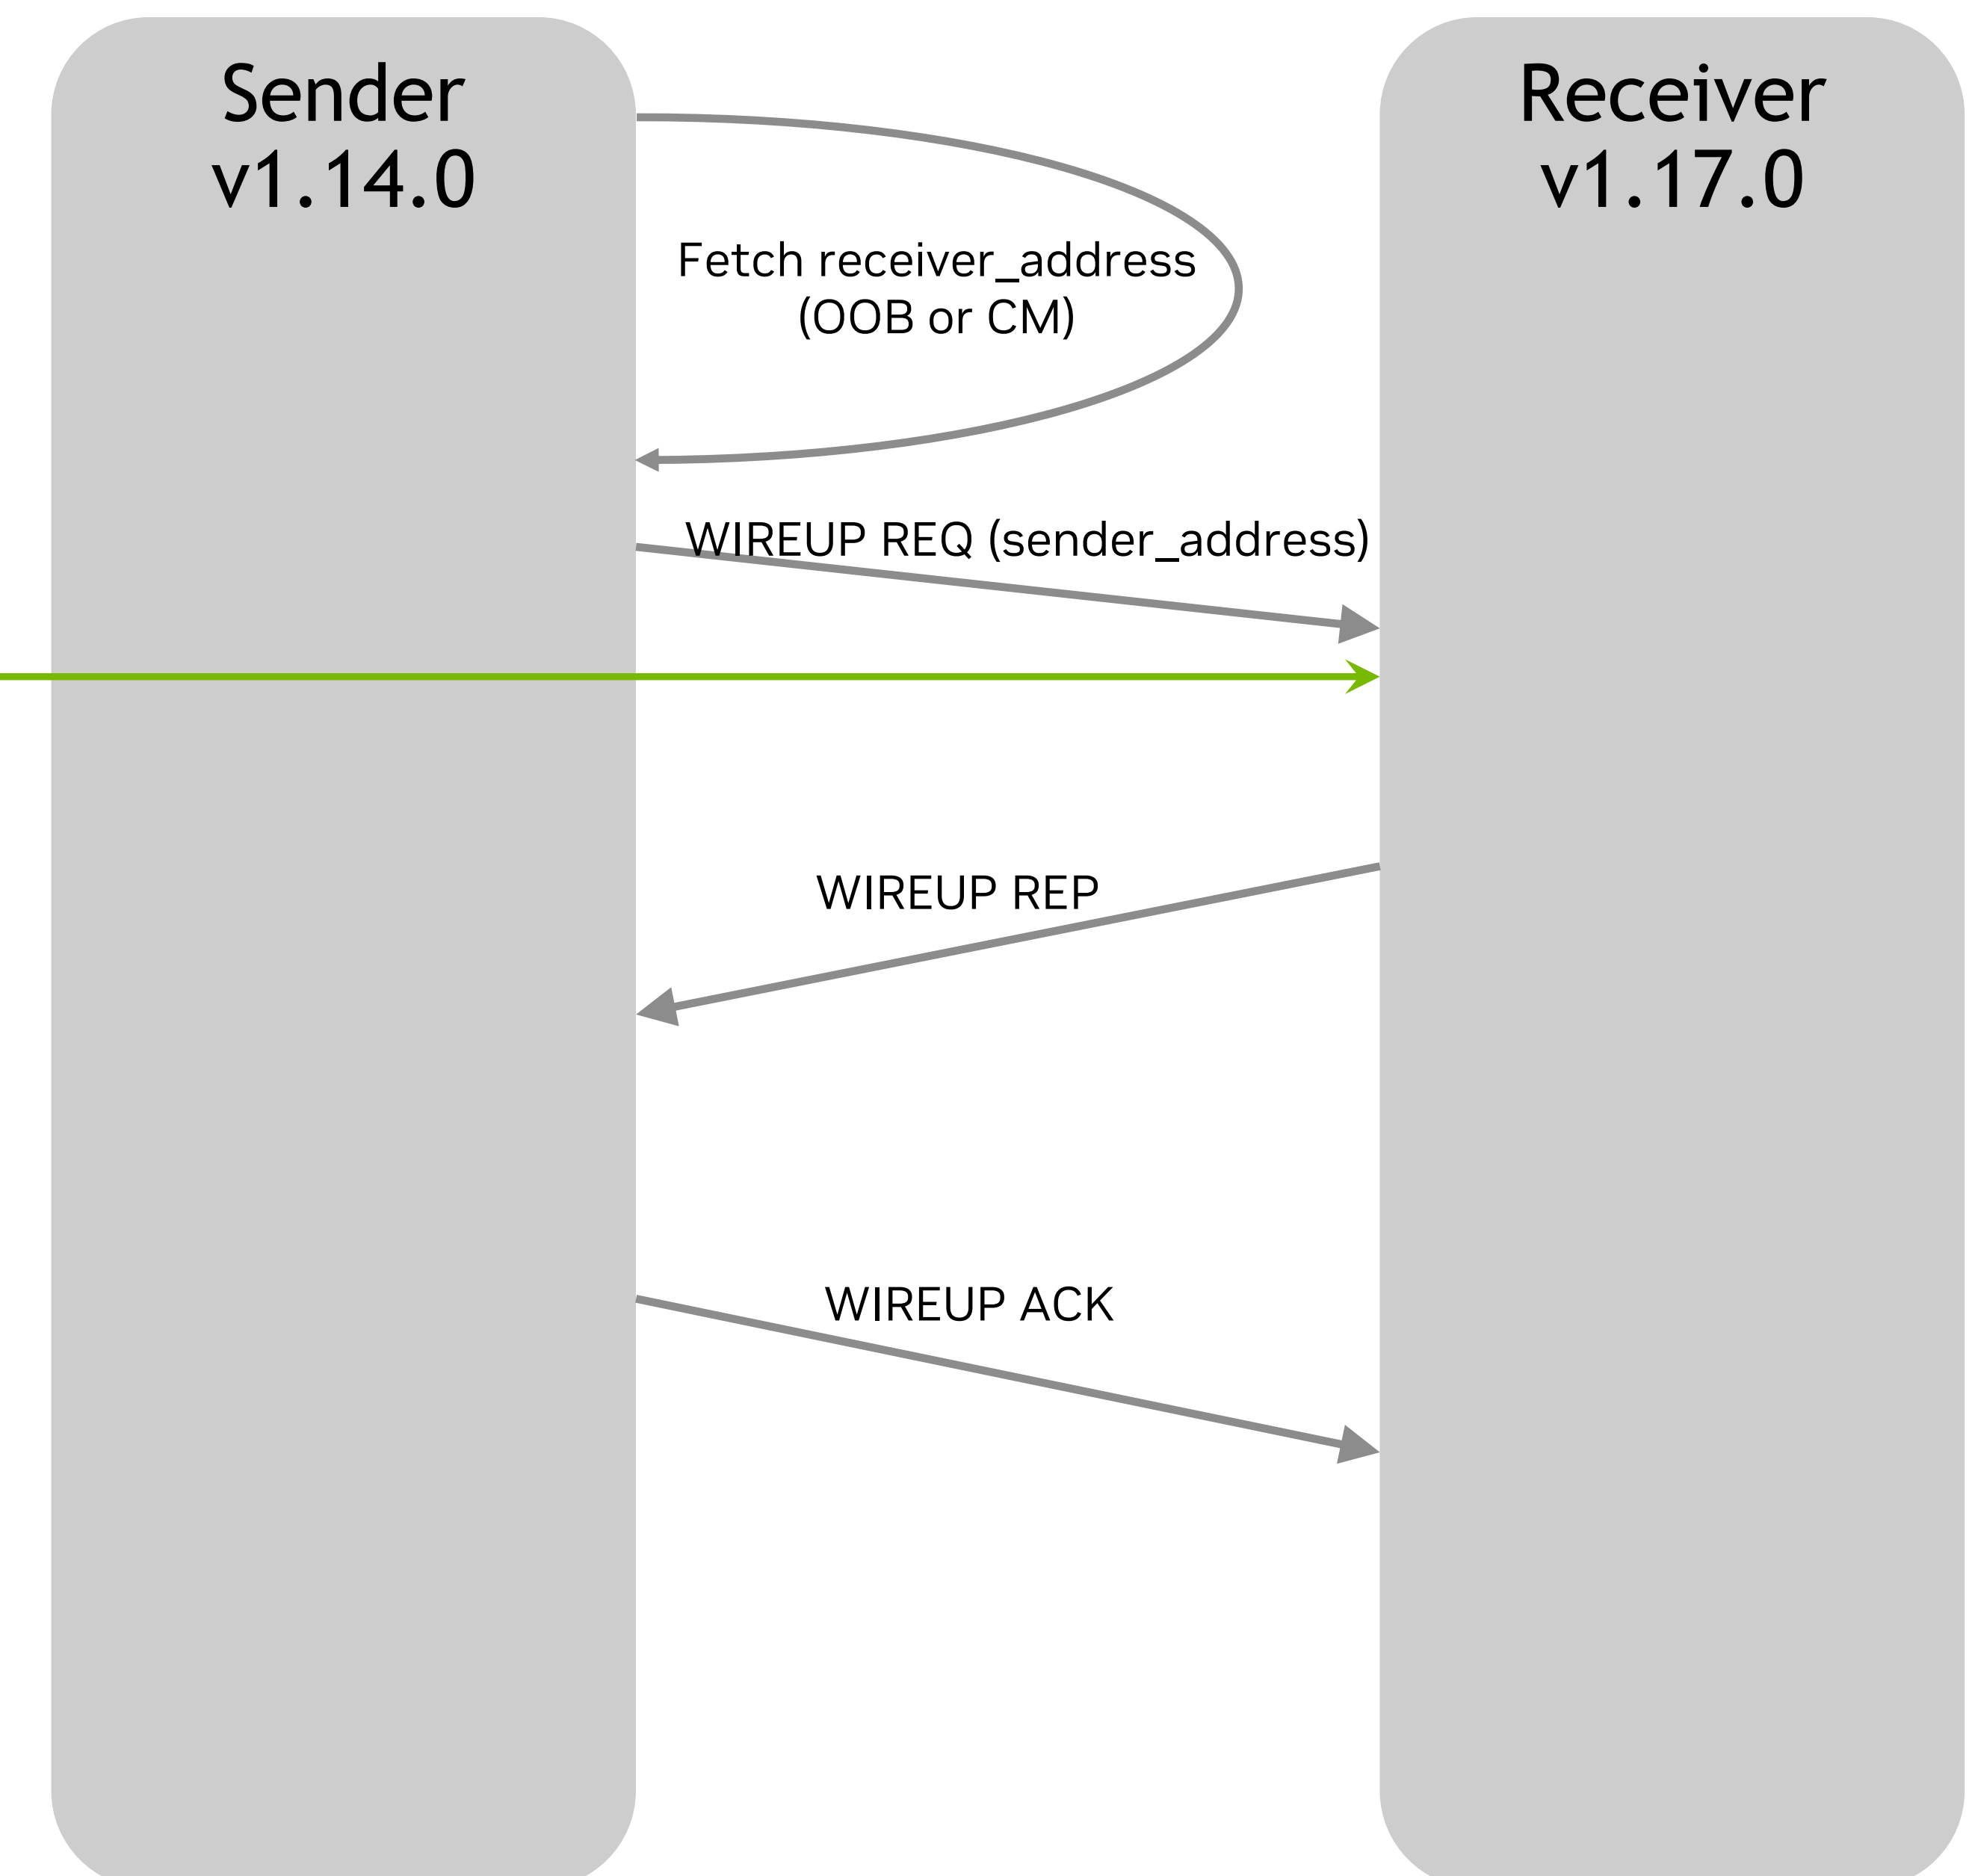 Sender
v1.14.0
Receiver
v1.17.0
Fetch receiver_address
(OOB or CM)
WIREUP REQ (sender_address)
WIREUP REP
WIREUP ACK